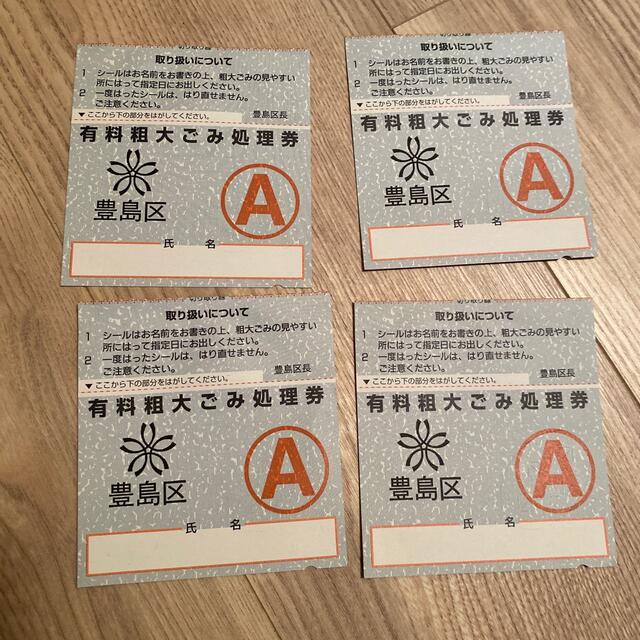 切り取り線
取り扱いについて
1 シールはお名前をお書きの上、粗大ごみの見やすい
所にはって指定日にお出しください。
2 一度はったシールは、はり直せません。
ご注意ください。
豊島区長
▼ここから下の部分をはがしてください。
有料粗大ごみ処理券
豊島区
A
氏 名
取り扱いについて
1 シールはお名前をお書きの上、粗大ごみの見やすい
所にはって指定日にお出しください。
2 一度はったシールは、はり直せません。
ご注意ください。
豊島区長
▼ここから下の部分をはがしてください。
有料粗大ごみ処理券
豊島区
A
氏 名
切り取り線
取り扱いについて
1 シールはお名前をお書きの上、粗大ごみの見やすい
所にはって指定日にお出しください。
2 一度はったシールは、はり直せません。
ご注意ください。
豊島区長
▼ここから下の部分をはがしてください。
有料粗大ごみ処理券
豊島区
A
氏 名
切り取り線
取り扱いについて
1 シールはお名前をお書きの上、粗大ごみの見やすい
所にはって指定日にお出しください。
2 一度はったシールは、はり直せません。
ご注意ください。
豊島区長
▼ここから下の部分をはがしてください。
有料粗大ごみ処理券
豊島区
A
氏 名